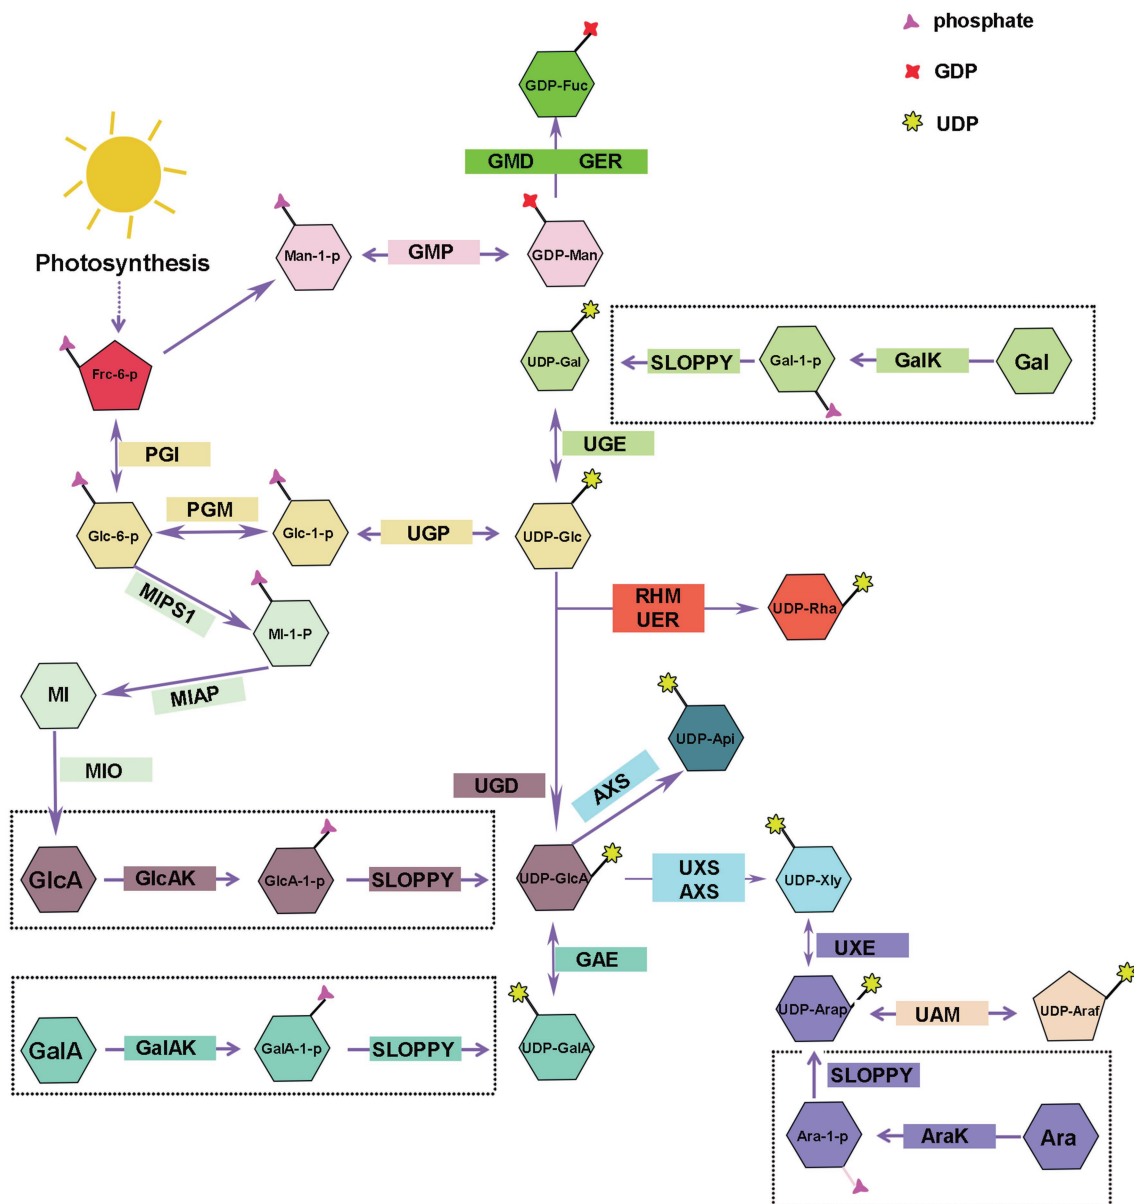 phosphate
GDP
UDP
GDP-Fuc
GMD GER
Photosynthesis
Man-1-p
GMP
GDP-Man
Frc-6-p
UDP-Gal
SLOPPY
Gal-1-p
GalK
Gal
PGI
UGE
Glc-6-p
PGM
Glc-1-p
UGP
UDP-Glc
MIPS1
MI-1-P
RHM
UER
UDP-Rha
MI
MIAP
UDP-Api
MIO
UGD
AXS
GlcA
GlcAK
GlcA-1-p
SLOPPY
UDP-GlcA
UXS
AXS
UDP-Xly
GAE
UXE
GalA
GalAK
GalA-1-p
SLOPPY
UDP-GalA
UDP-Arap
UAM
UDP-Araf
SLOPPY
Ara-1-p
AraK
Ara